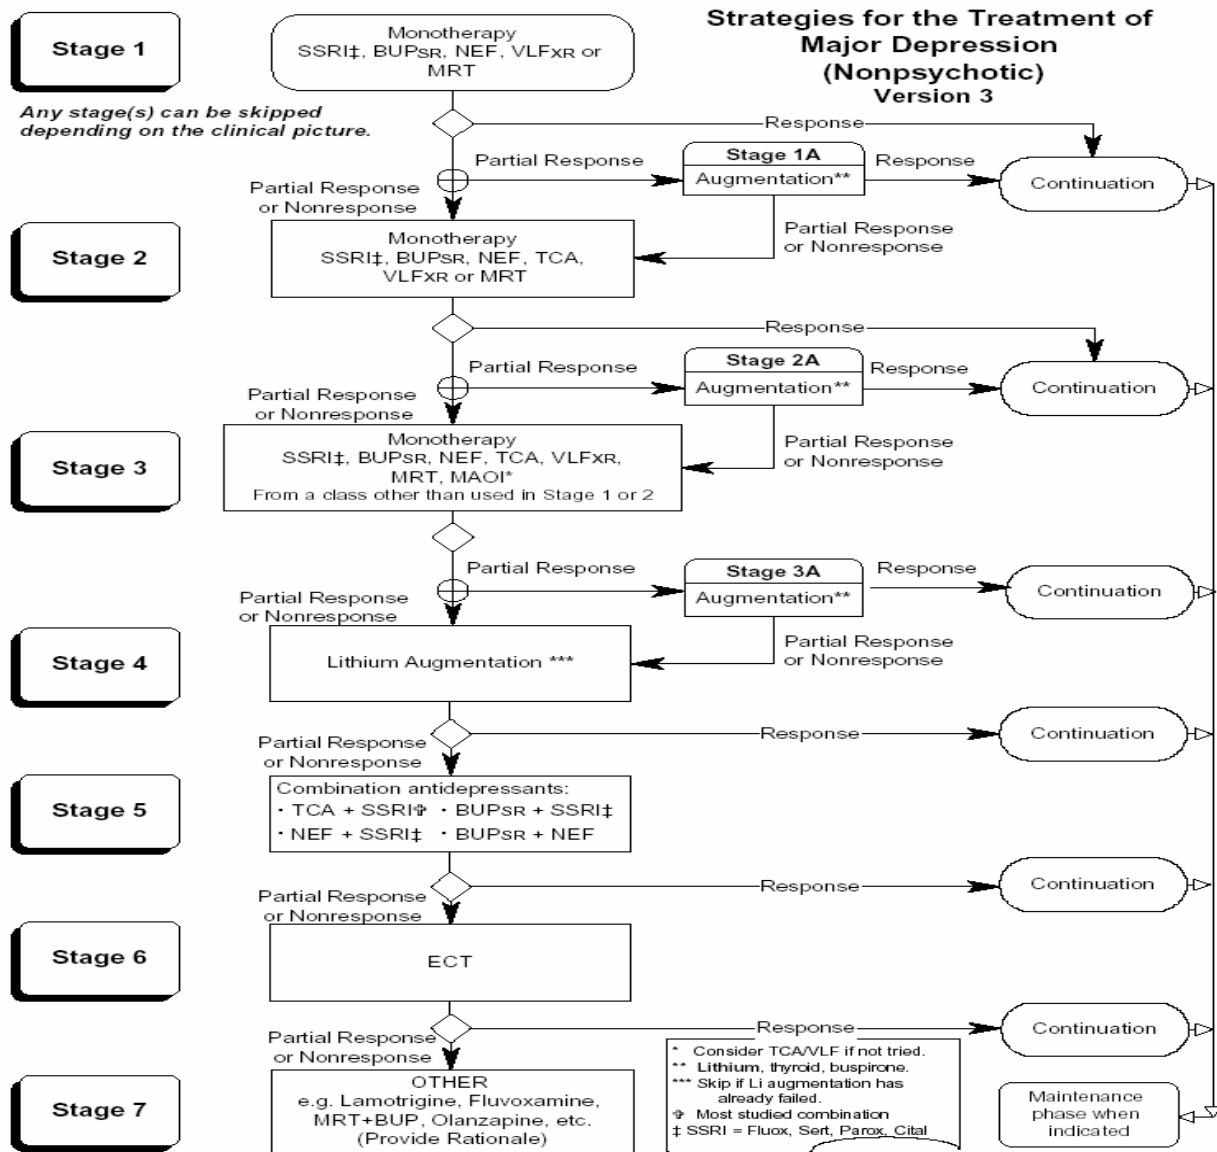 Strategies for the Treatment of
Major Depression
(Nonpsychotic)
Version 3
Stage 1
Any stage(s) can be skipped
depending on the clinical picture.
Monotherapy
SSRI‡, BUPSR, NEF, VLFXR or
MRT
Response
Partial Response
Stage 1A
Augmentation**
Response
Continuation
Partial Response
or Nonresponse
Partial Response
or Nonresponse
Stage 2
Monotherapy
SSRI‡, BUPSR, NEF, TCA,
VLFXR or MRT
Response
Partial Response
Stage 2A
Augmentation**
Response
Continuation
Partial Response
or Nonresponse
Partial Response
or Nonresponse
Stage 3
Monotherapy
SSRI‡, BUPSR, NEF, TCA, VLFXR,
MRT, MAOI*
From a class other than used in Stage 1 or 2
Partial Response
Stage 3A
Augmentation**
Response
Continuation
Partial Response
or Nonresponse
Partial Response
or Nonresponse
Stage 4
Lithium Augmentation ***
Response
Continuation
Partial Response
or Nonresponse
Stage 5
Combination antidepressants:
· TCA + SSRI✞ · BUPSR + SSRI‡
· NEF + SSRI‡ · BUPSR + NEF
Response
Continuation
Partial Response
or Nonresponse
Stage 6
ECT
Response
Continuation
Partial Response
or Nonresponse
Stage 7
OTHER
e.g. Lamotrigine, Fluvoxamine,
MRT+BUP, Olanzapine, etc.
(Provide Rationale)
* Consider TCA/VLF if not tried.
** Lithium, thyroid, buspirone.
*** Skip if Li augmentation has
already failed.
✞ Most studied combination
‡ SSRI = Fluox, Sert, Parox, Cital
Maintenance
phase when
indicated